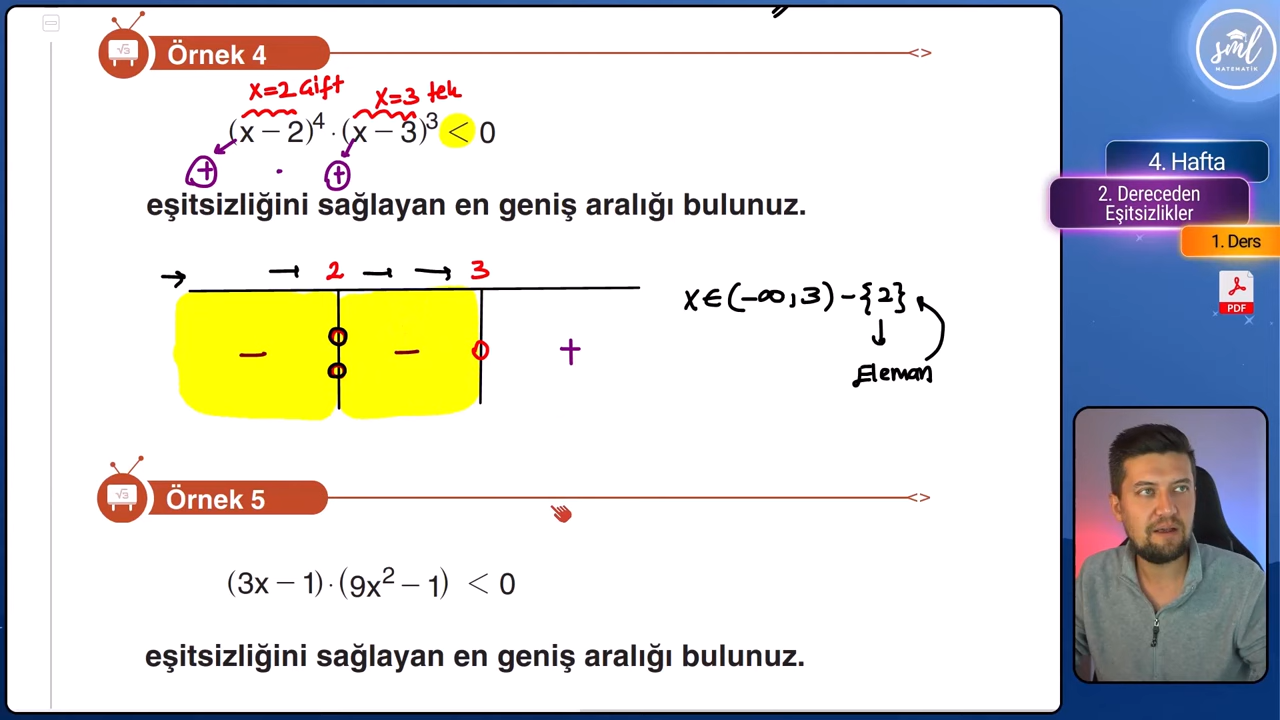 √3
Örnek 4
x=2 Çift
x=3 tek
(x − 2)⁴ · (x − 3)³ < 0
+ · +
eşitsizliğini sağlayan en geniş aralığı bulunuz.
2 3
− − +
x∈(−∞,3)−{2}
Eleman
√3
Örnek 5
(3x − 1) · (9x² − 1) < 0
eşitsizliğini sağlayan en geniş aralığı bulunuz.
sml
MATEMATİK
4. Hafta
2. Dereceden
Eşitsizlikler
1. Ders
PDF